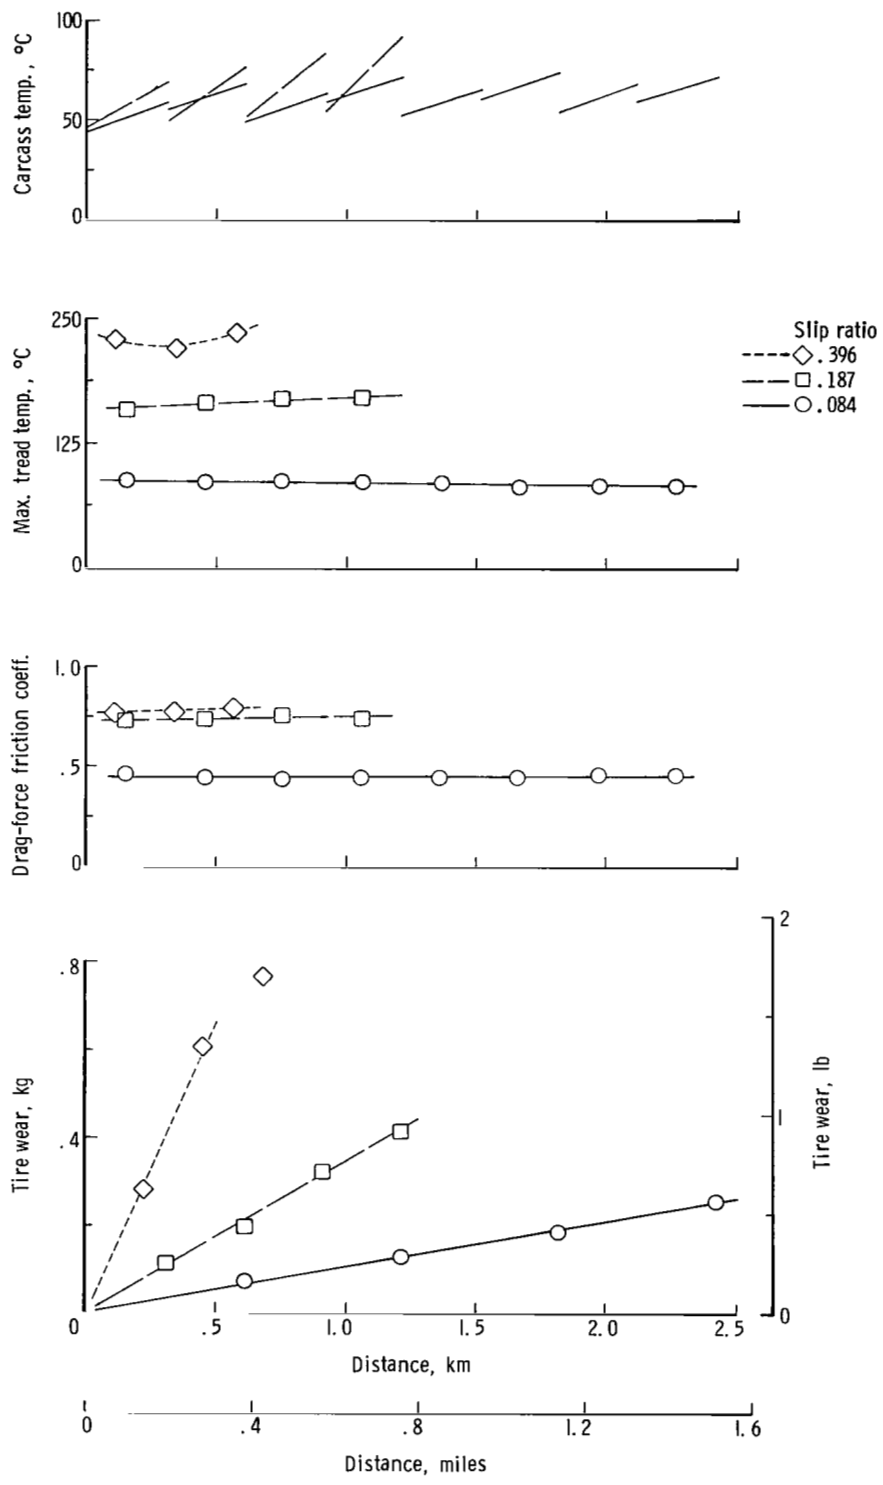 100
50
0
Carcass temp., °C
250
125
0
Max. tread temp., °C
Slip ratio
.396
.187
.084
1.0
.5
0
Drag-force friction coeff.
.8
.4
0 .5 1.0 1.5 2.0 2.5
Tire wear, kg
2
1
0
Tire wear, lb
Distance, km
0 .4 .8 1.2 1.6
Distance, miles